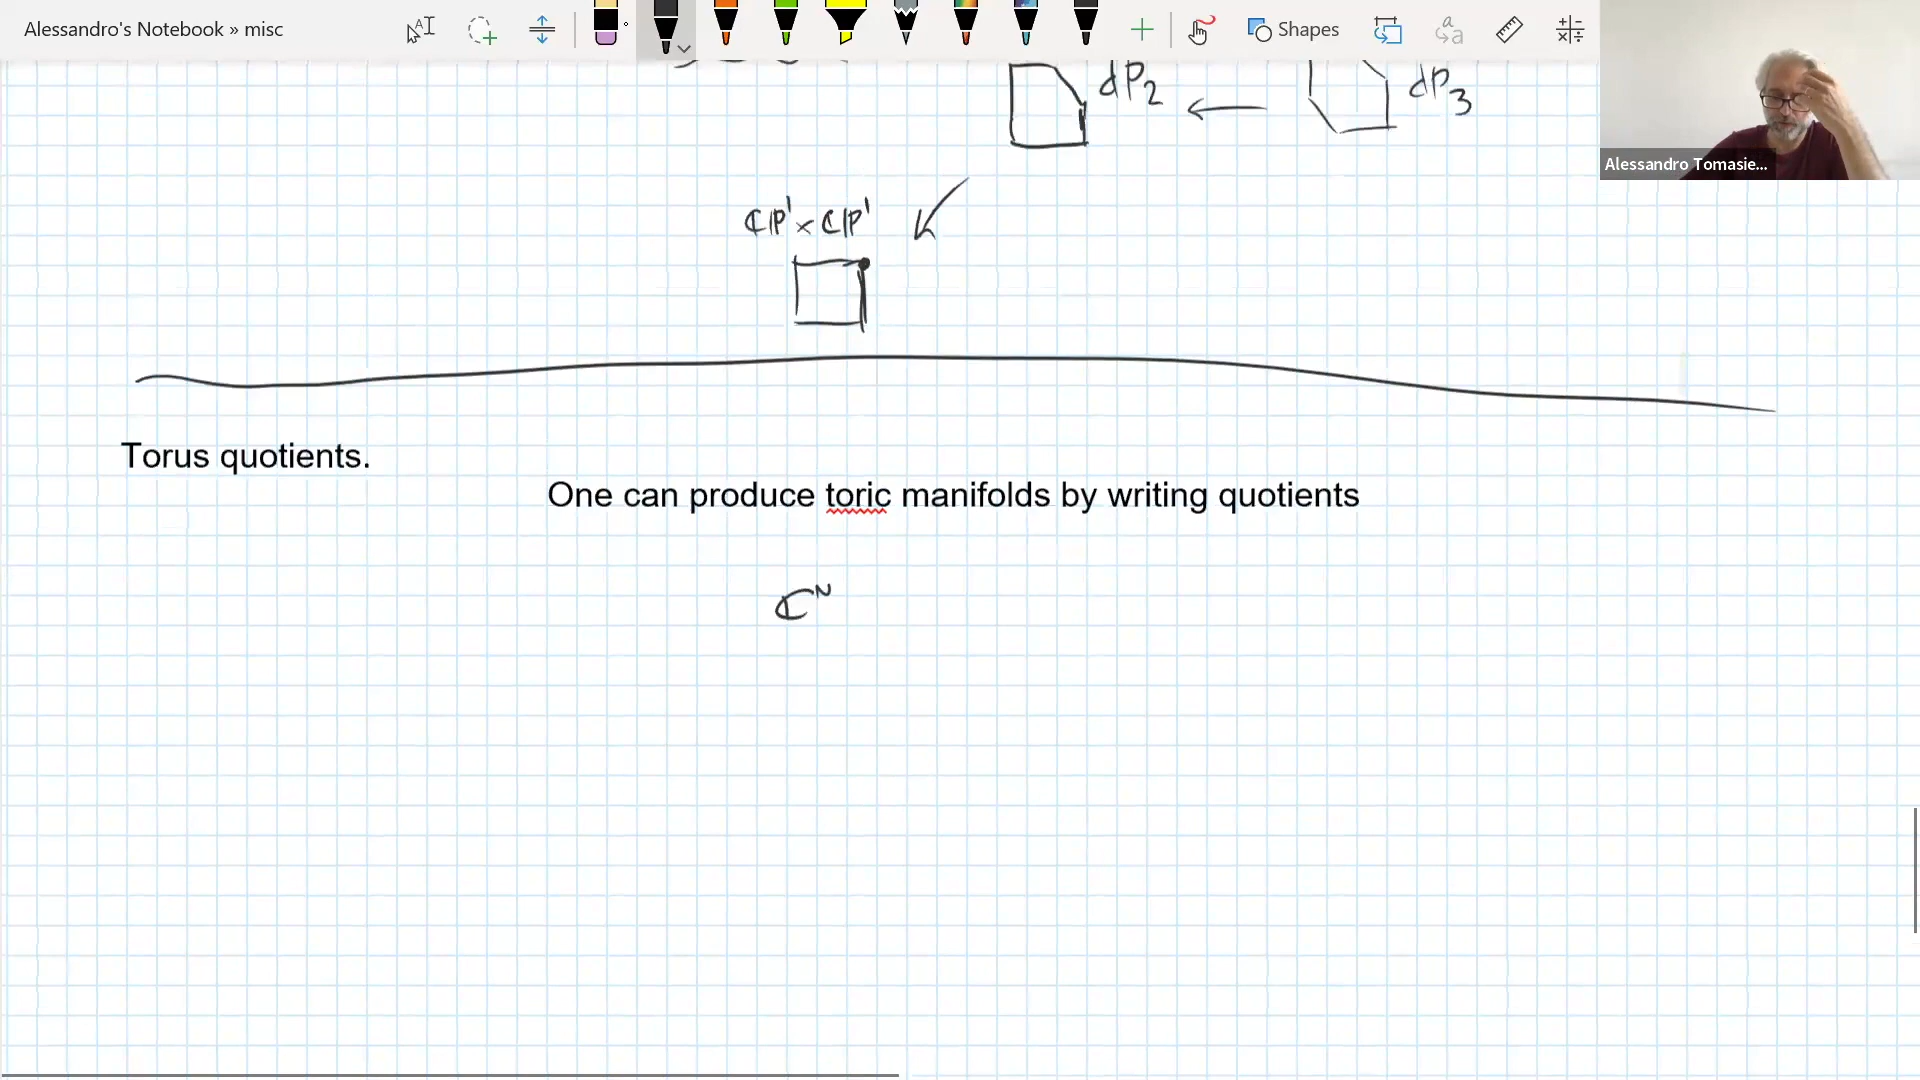 Alessandro's Notebook » misc
Shapes
dP₂ ← dP₃
Alessandro Tomasie...
ℂℙ¹×ℂℙ¹
Torus quotients.
One can produce toric manifolds by writing quotients
ℂᴺ